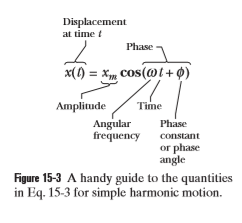 Displacement
at time t
Phase
x(t) = xₘ cos(ωt + ϕ)
Amplitude
Time
Angular
frequency
Phase
constant
or phase
angle
Figure 15-3 A handy guide to the quantities
in Eq. 15-3 for simple harmonic motion.